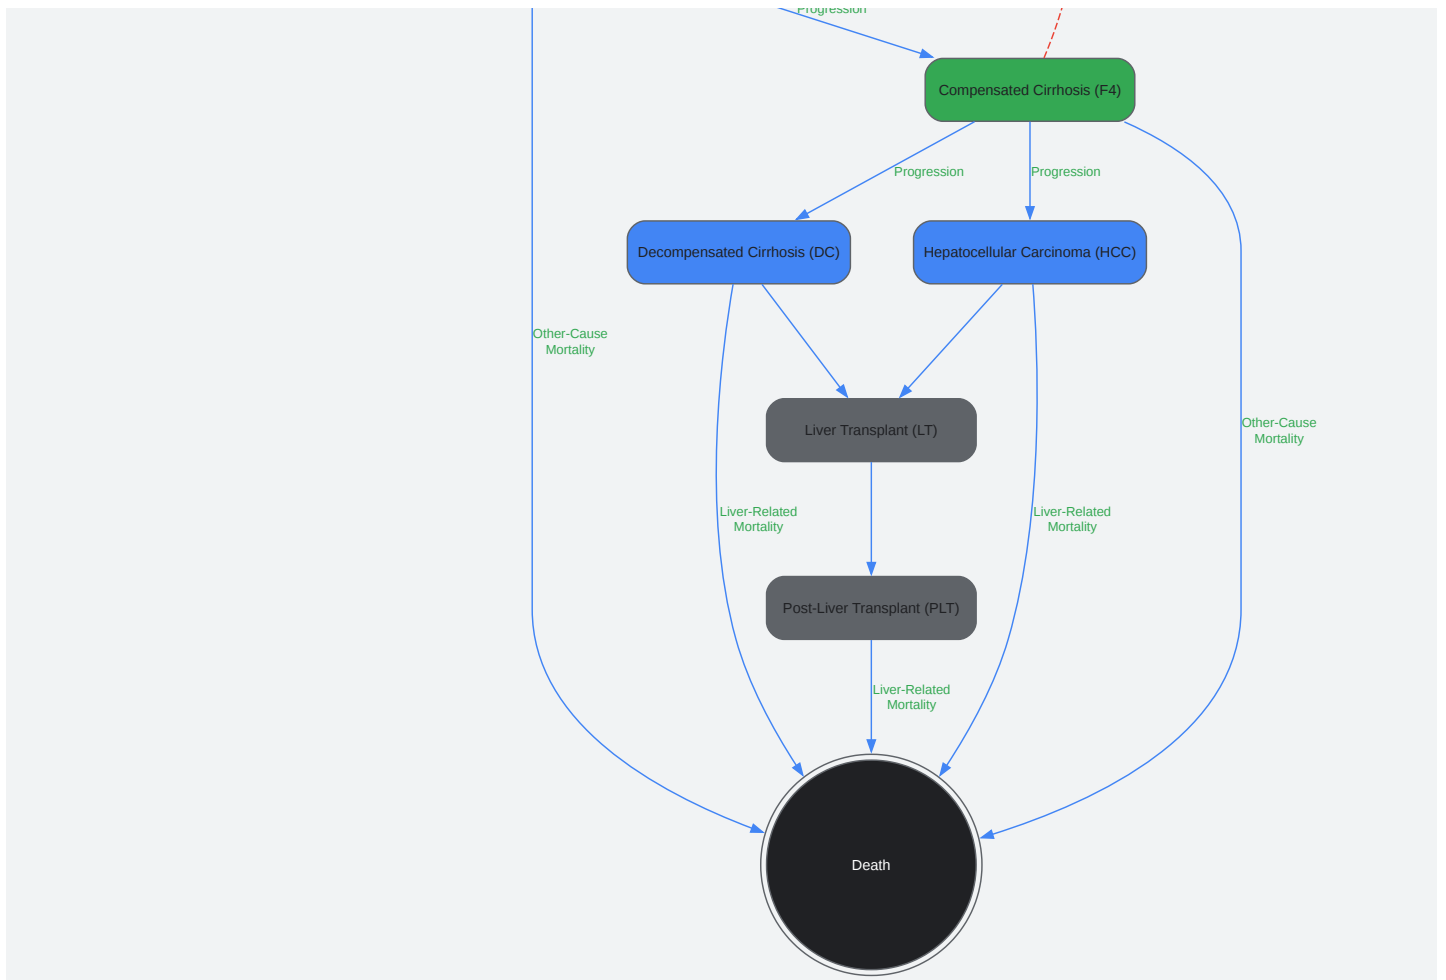 Progression
Compensated Cirrhosis (F4)
Progression
Progression
Decompensated Cirrhosis (DC)
Hepatocellular Carcinoma (HCC)
Other-Cause
Mortality
Other-Cause
Mortality
Liver Transplant (LT)
Liver-Related
Mortality
Liver-Related
Mortality
Post-Liver Transplant (PLT)
Liver-Related
Mortality
Death